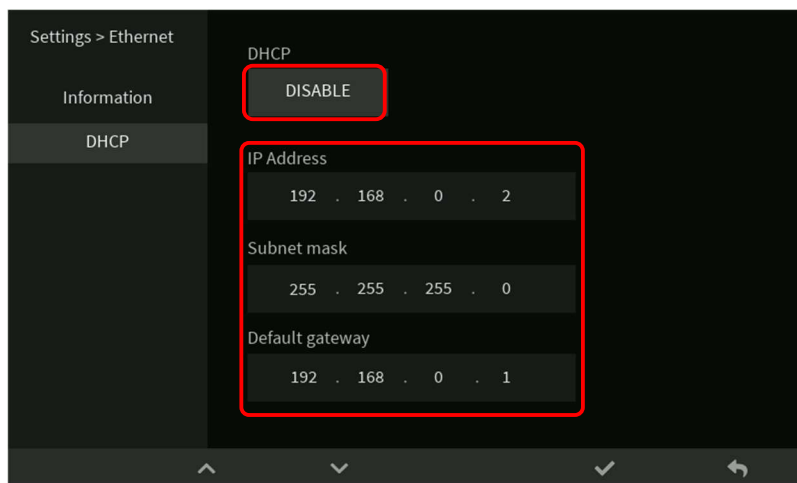 Settings > Ethernet
Information
DHCP
DHCP
DISABLE
IP Address
192 . 168 . 0 . 2
Subnet mask
255 . 255 . 255 . 0
Default gateway
192 . 168 . 0 . 1